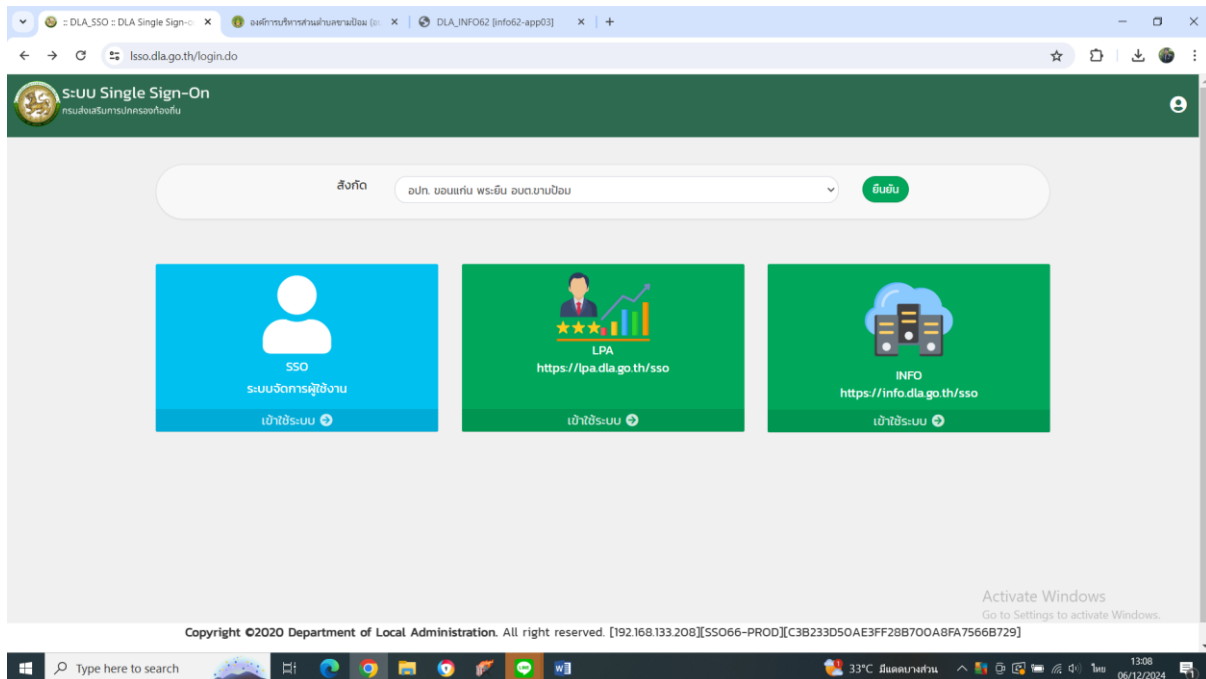 :: DLA_SSO :: DLA Single Sign-o
องค์การบริหารส่วนตำบลขามป้อม (อ
DLA_INFO62 [info62-app03]
lsso.dla.go.th/login.do
ระบบ Single Sign-On
กรมส่งเสริมการปกครองท้องถิ่น
สังกัด
อปท. ขอนแก่น พระยืน อบต.ขามป้อม
ยืนยัน
SSO
ระบบจัดการผู้ใช้งาน
เข้าใช้ระบบ
LPA
https://lpa.dla.go.th/sso
เข้าใช้ระบบ
INFO
https://info.dla.go.th/sso
เข้าใช้ระบบ
Activate Windows
Go to Settings to activate Windows.
Copyright ©2020 Department of Local Administration. All right reserved. [192.168.133.208][SSO66-PROD][C3B233D50AE3FF28B700A8FA7566B729]
Type here to search
33°C มีแดดบางส่วน
ไทย
13:08
06/12/2024